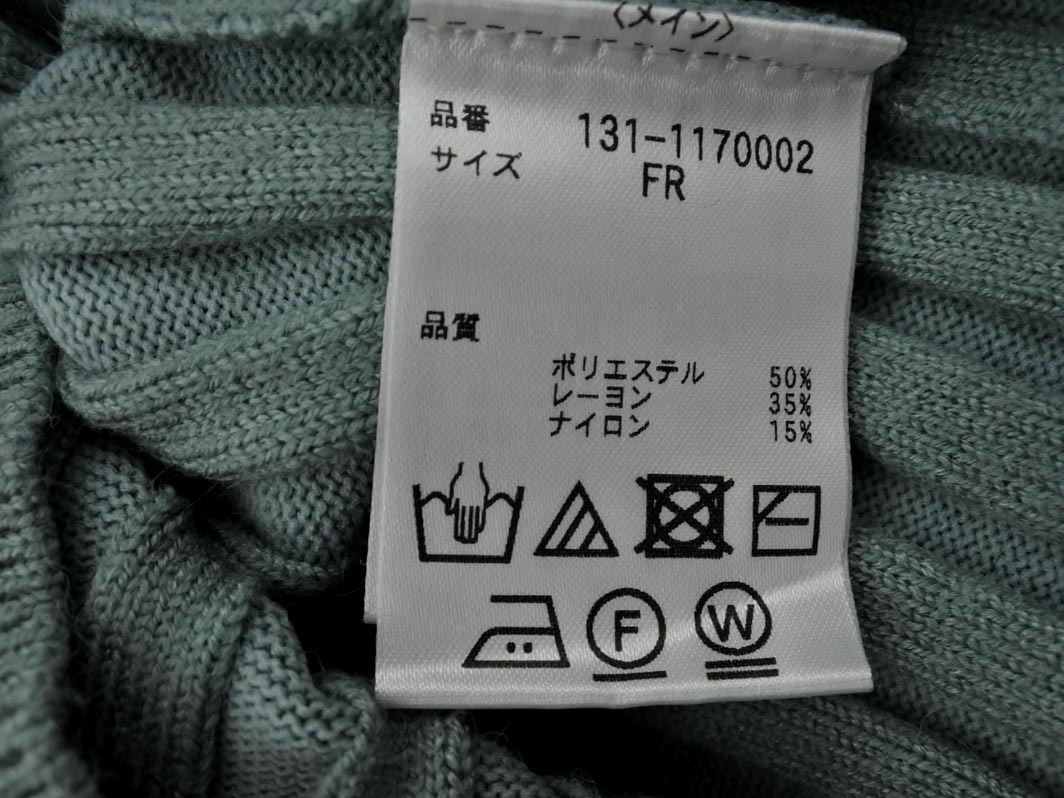 〈メイン〉
品番 131-1170002
サイズ FR
品質
ポリエステル 50%
レーヨン 35%
ナイロン 15%
F W